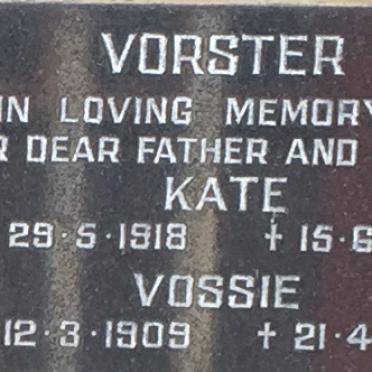 VORSTER
IN LOVING MEMORY
R DEAR FATHER AND
KATE
29·5·1918 † 15·6
VOSSIE
12·3·1909 † 21·4